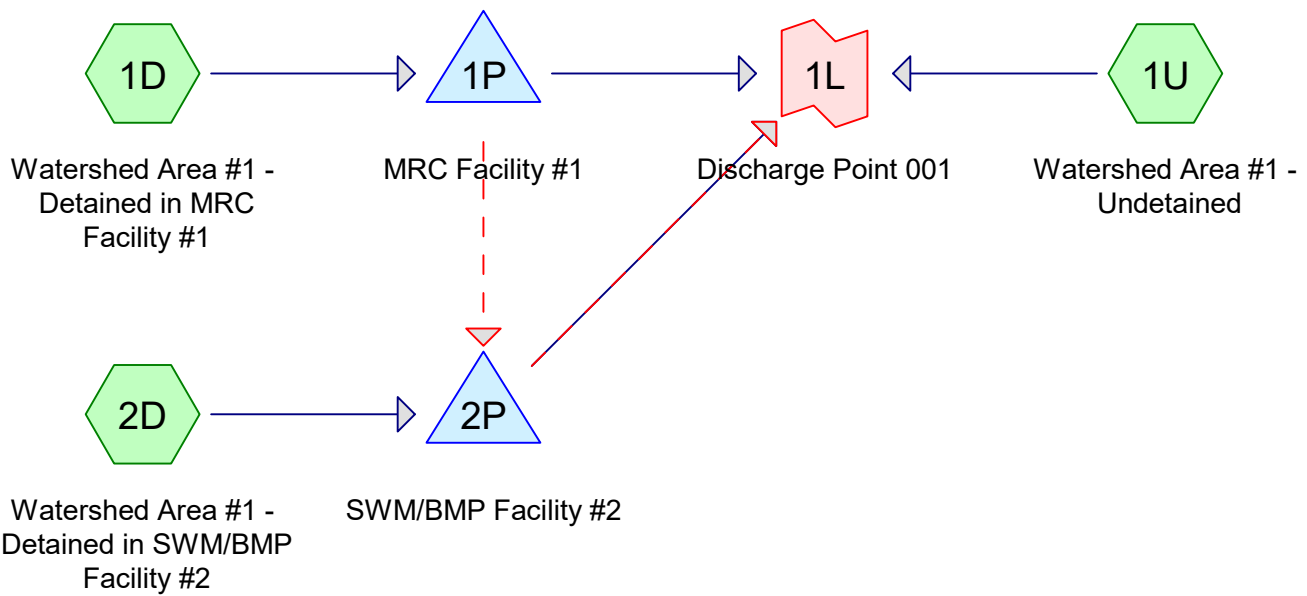 1D
1P
1L
1U
Watershed Area #1 -
Detained in MRC
Facility #1
MRC Facility #1
Discharge Point 001
Watershed Area #1 -
Undetained
2D
2P
Watershed Area #1 -
Detained in SWM/BMP
Facility #2
SWM/BMP Facility #2